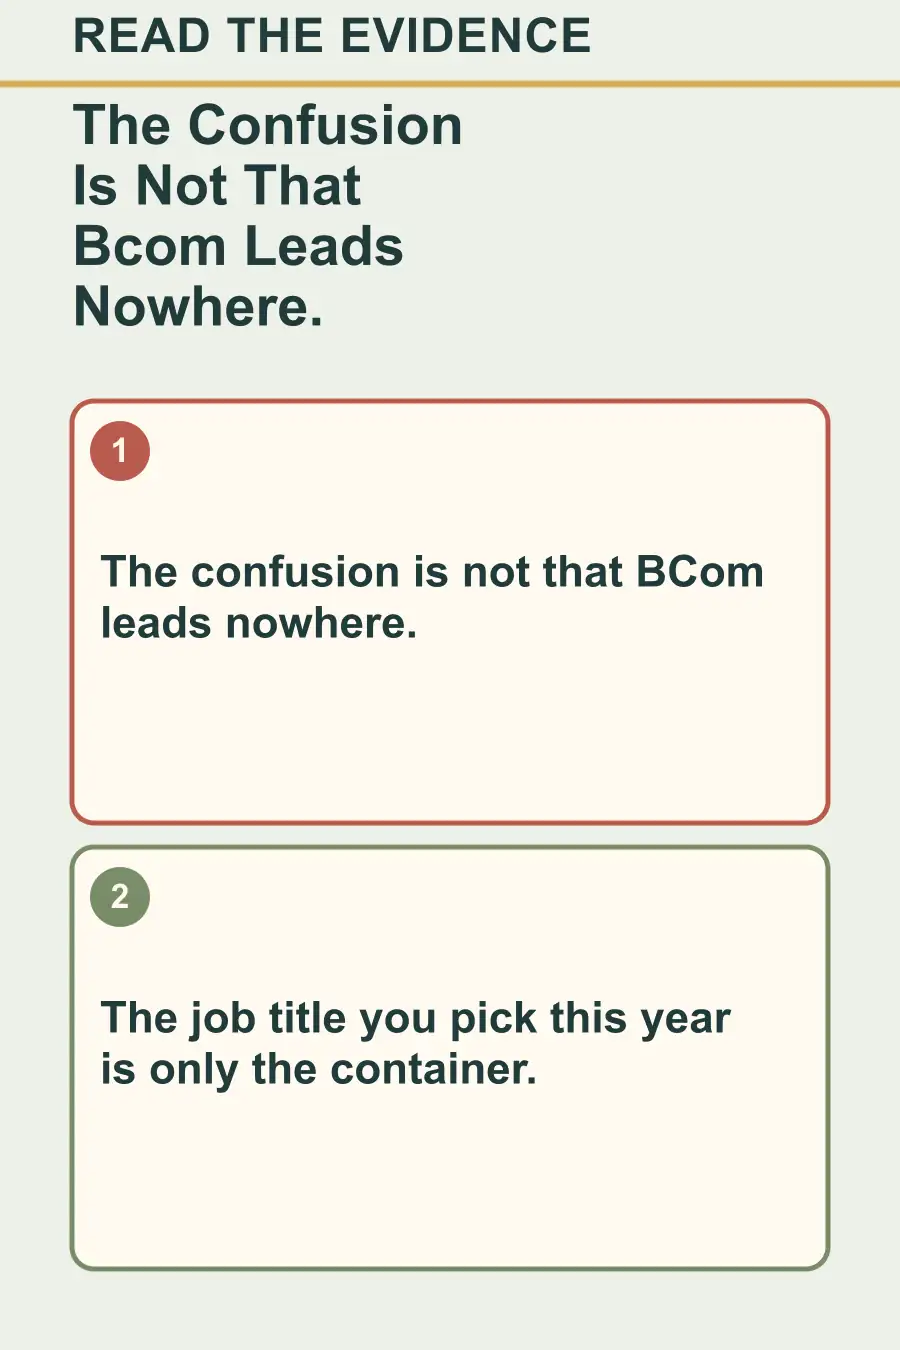 READ THE EVIDENCE
The Confusion
Is Not That
Bcom Leads
Nowhere.
1
The confusion is not that BCom
leads nowhere.
2
The job title you pick this year
is only the container.